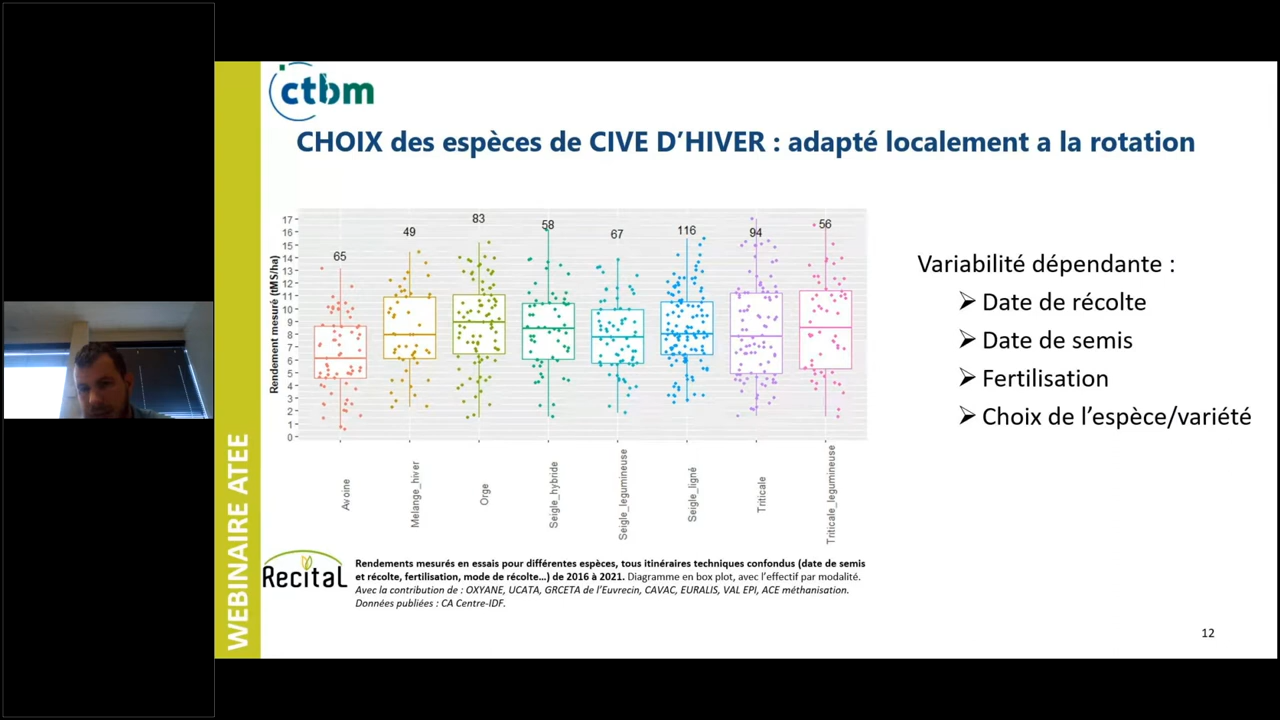 ctbm
CHOIX des espèces de CIVE D'HIVER : adapté localement a la rotation
Rendement mesuré (tMS/ha)
17
16
15
14
13
12
11
10
9
8
7
6
5
4
3
2
1
0
65
49
83
58
67
116
94
56
Avoine
Melange_hiver
Orge
Seigle_hybride
Seigle_legumineuse
Seigle_ligné
Triticale
Triticale_legumineuse
Variabilité dépendante :
Date de récolte
Date de semis
Fertilisation
Choix de l'espèce/variété
WEBINAIRE ATEE
RECITAL
Rendements mesurés en essais pour différentes espèces, tous itinéraires techniques confondus (date de semis
et récolte, fertilisation, mode de récolte…) de 2016 à 2021. Diagramme en box plot, avec l'effectif par modalité.
Avec la contribution de : OXYANE, UCATA, GRCETA de l'Euvrecin, CAVAC, EURALIS, VAL EPI, ACE méthanisation.
Données publiées : CA Centre-IDF.
12